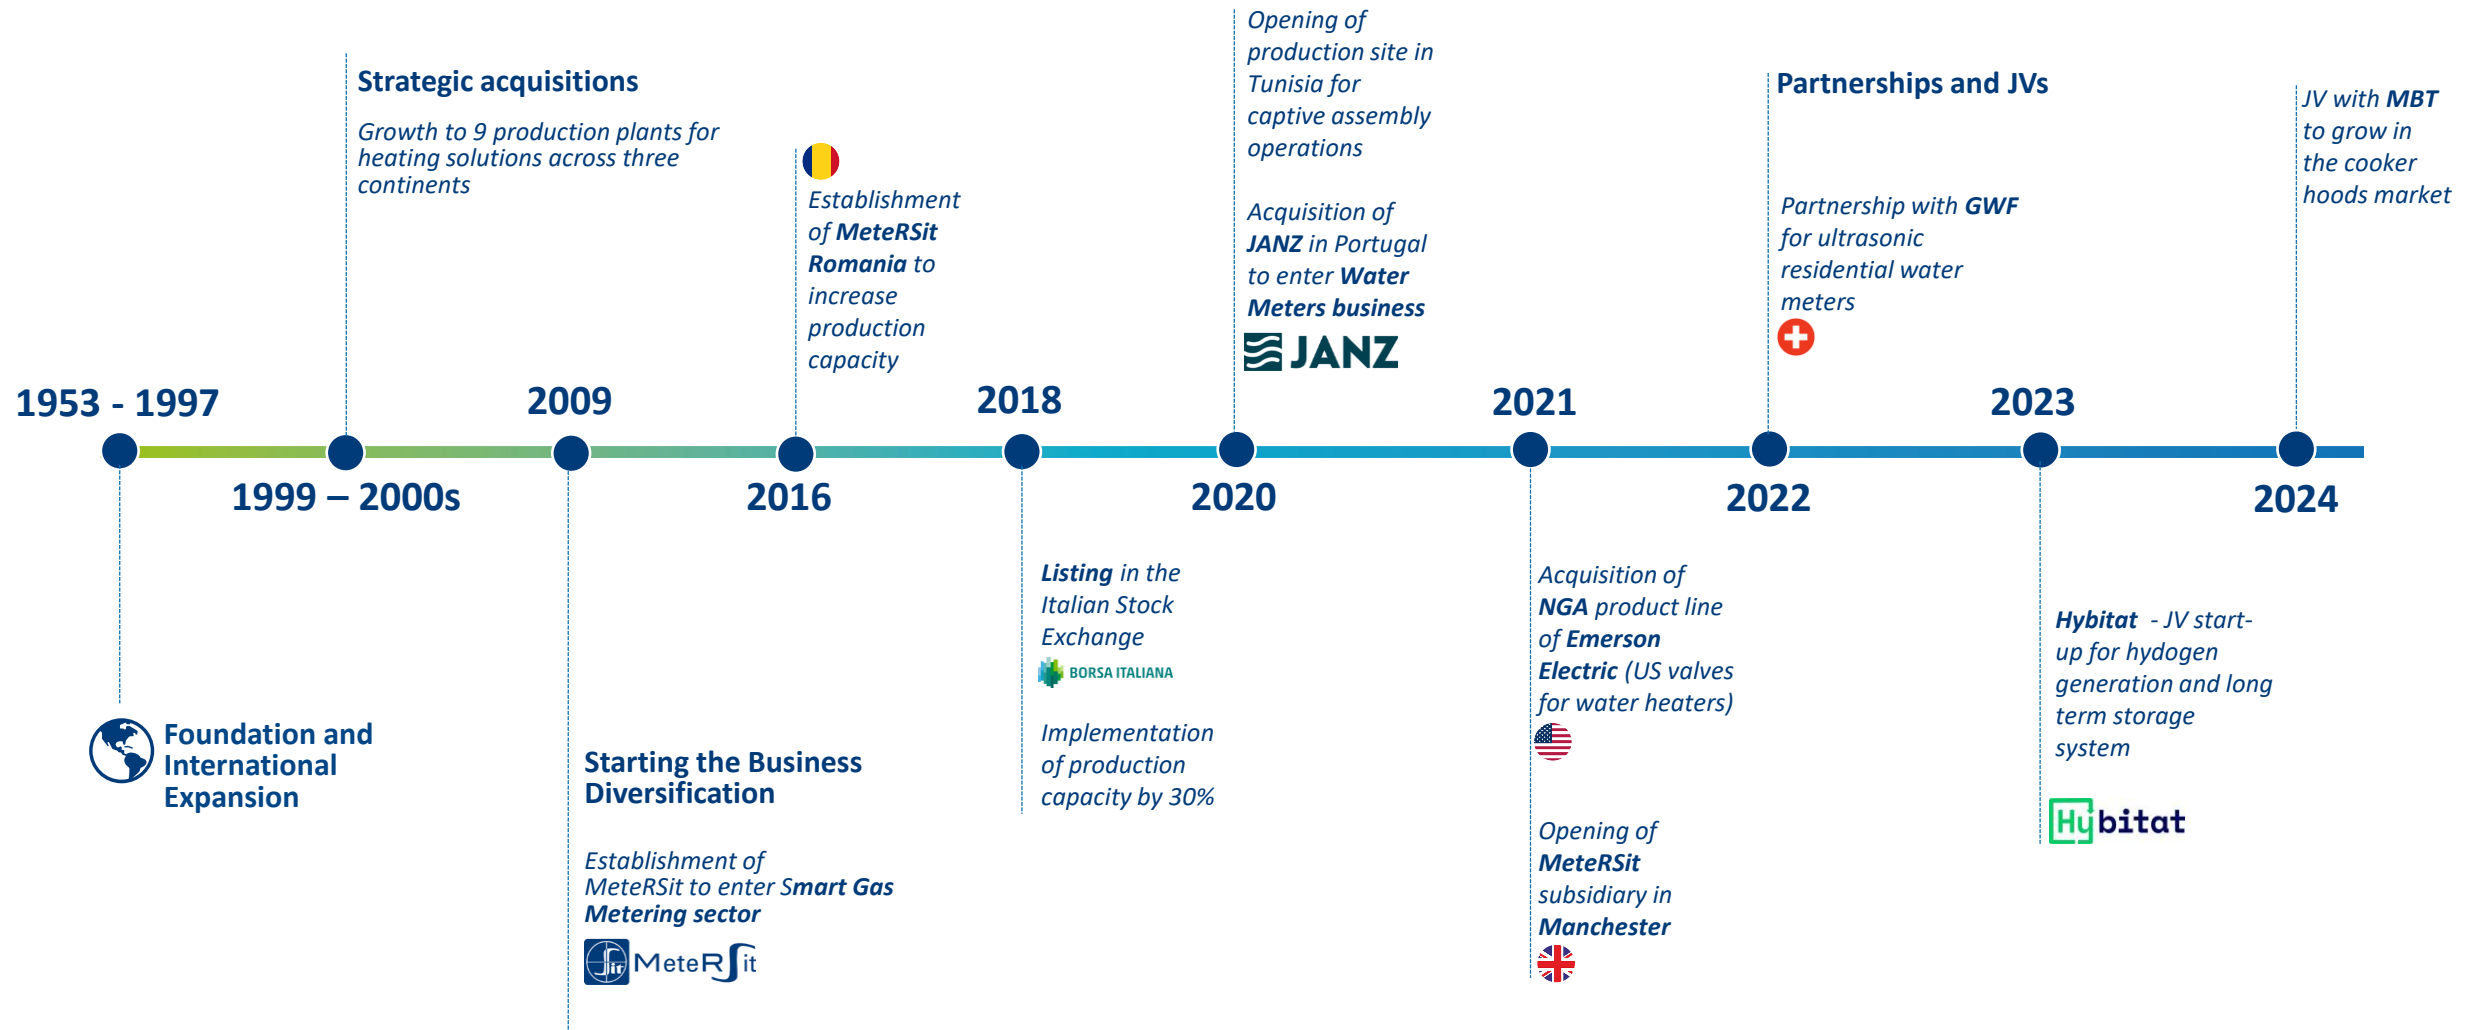 1953 - 1997
Foundation and
International
Expansion
1999 – 2000s
Strategic acquisitions
Growth to 9 production plants for
heating solutions across three
continents
2009
Starting the Business
Diversification
Establishment of
MeteRSit to enter Smart Gas
Metering sector
Sit MeteRSit
2016
Establishment
of MeteRSit
Romania to
increase
production
capacity
2018
Listing in the
Italian Stock
Exchange
BORSA ITALIANA
Implementation
of production
capacity by 30%
2020
Opening of
production site in
Tunisia for
captive assembly
operations
Acquisition of
JANZ in Portugal
to enter Water
Meters business
JANZ
2021
Acquisition of
NGA product line
of Emerson
Electric (US valves
for water heaters)
Opening of
MeteRSit
subsidiary in
Manchester
2022
Partnerships and JVs
Partnership with GWF
for ultrasonic
residential water
meters
2023
Hybitat - JV start-
up for hydogen
generation and long
term storage
system
Hybitat
2024
JV with MBT
to grow in
the cooker
hoods market